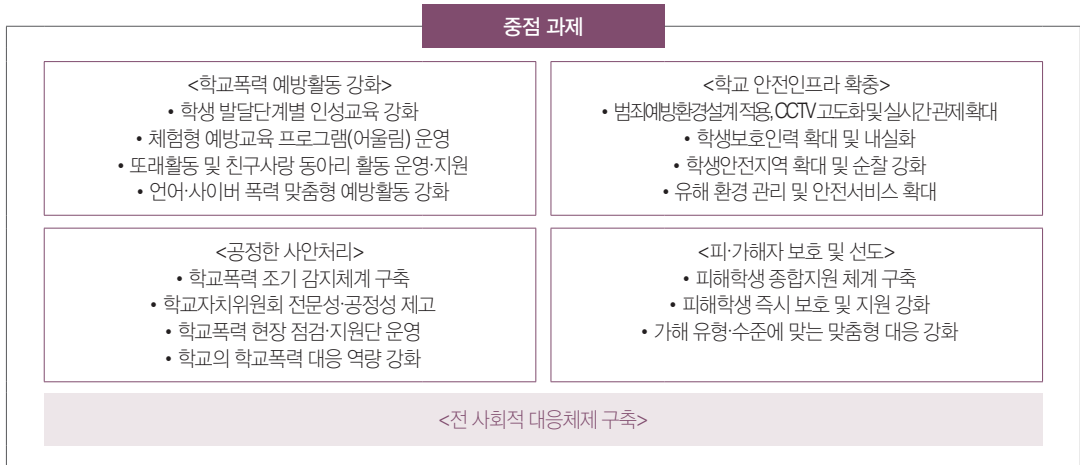 중점 과제
<학교폭력 예방활동 강화>
• 학생 발달단계별 인성교육 강화
• 체험형 예방교육 프로그램(어울림) 운영
• 또래활동 및 친구사랑 동아리 활동 운영·지원
• 언어·사이버 폭력 맞춤형 예방활동 강화
<학교 안전인프라 확충>
• 범죄예방환경설계 적용, CCTV 고도화 및 실시간 관제 확대
• 학생보호인력 확대 및 내실화
• 학생안전지역 확대 및 순찰 강화
• 유해 환경 관리 및 안전서비스 확대
<공정한 사안처리>
• 학교폭력 조기 감지체계 구축
• 학교자치위원회 전문성·공정성 제고
• 학교폭력 현장 점검·지원단 운영
• 학교의 학교폭력 대응 역량 강화
<피·가해자 보호 및 선도>
• 피해학생 종합지원 체계 구축
• 피해학생 즉시 보호 및 지원 강화
• 가해 유형·수준에 맞는 맞춤형 대응 강화
<전 사회적 대응체제 구축>